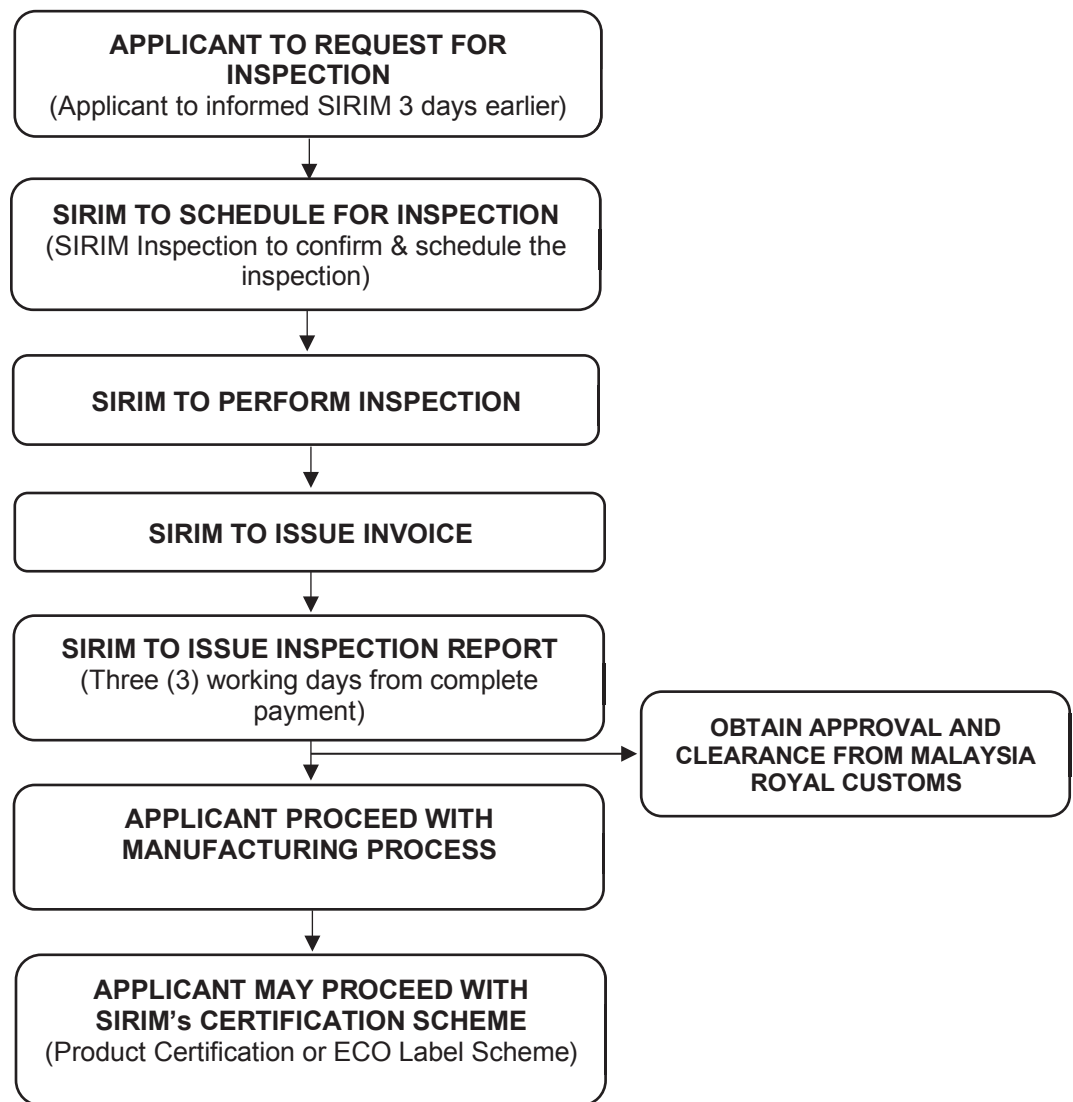 APPLICANT TO REQUEST FOR
INSPECTION
(Applicant to informed SIRIM 3 days earlier)
SIRIM TO SCHEDULE FOR INSPECTION
(SIRIM Inspection to confirm & schedule the
inspection)
SIRIM TO PERFORM INSPECTION
SIRIM TO ISSUE INVOICE
SIRIM TO ISSUE INSPECTION REPORT
(Three (3) working days from complete
payment)
OBTAIN APPROVAL AND
CLEARANCE FROM MALAYSIA
ROYAL CUSTOMS
APPLICANT PROCEED WITH
MANUFACTURING PROCESS
APPLICANT MAY PROCEED WITH
SIRIM's CERTIFICATION SCHEME
(Product Certification or ECO Label Scheme)